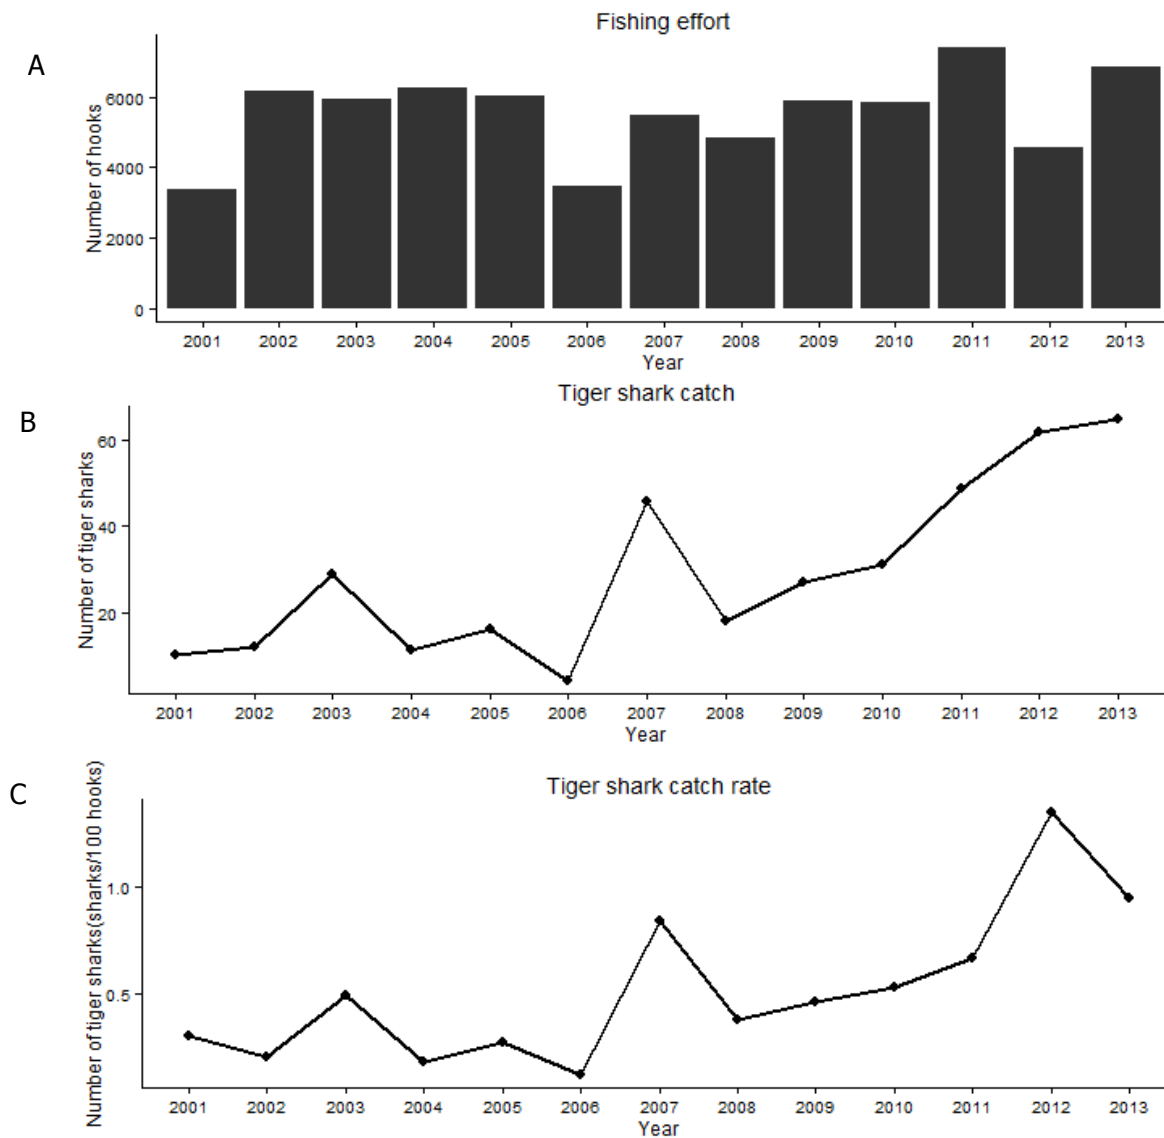 Fishing effort
A
Number of hooks
6000
4000
2000
0
2001 2002 2003 2004 2005 2006 2007 2008 2009 2010 2011 2012 2013
Year
Tiger shark catch
B
Number of tiger sharks
60
40
20
2001 2002 2003 2004 2005 2006 2007 2008 2009 2010 2011 2012 2013
Year
Tiger shark catch rate
C
Number of tiger sharks(sharks/100 hooks)
1.0
0.5
2001 2002 2003 2004 2005 2006 2007 2008 2009 2010 2011 2012 2013
Year